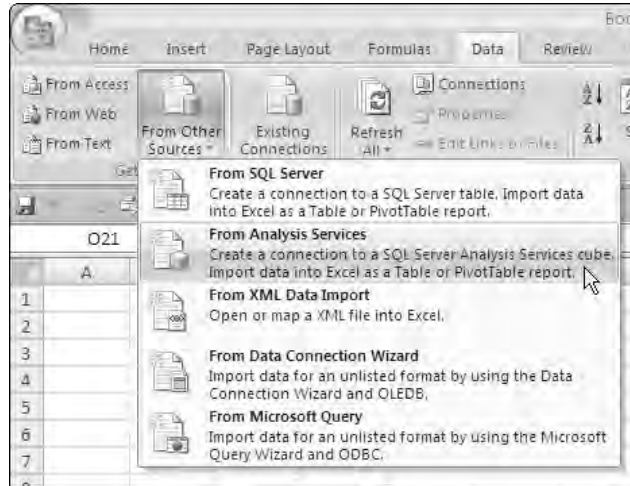 Home Insert Page Layout Formulas Data Review
From Access
From Web
From Text
From Other
Sources
Existing
Connections
Refresh
All
Connections
Properties
Edit Links
Get
From SQL Server
Create a connection to a SQL Server table. Import data
into Excel as a Table or PivotTable report.
From Analysis Services
Create a connection to a SQL Server Analysis Services cube.
Import data into Excel as a Table or PivotTable report.
From XML Data Import
Open or map a XML file into Excel.
From Data Connection Wizard
Import data for an unlisted format by using the Data
Connection Wizard and OLEDB.
From Microsoft Query
Import data for an unlisted format by using the Microsoft
Query Wizard and ODBC.
O21
A
1
2
3
4
5
6
7